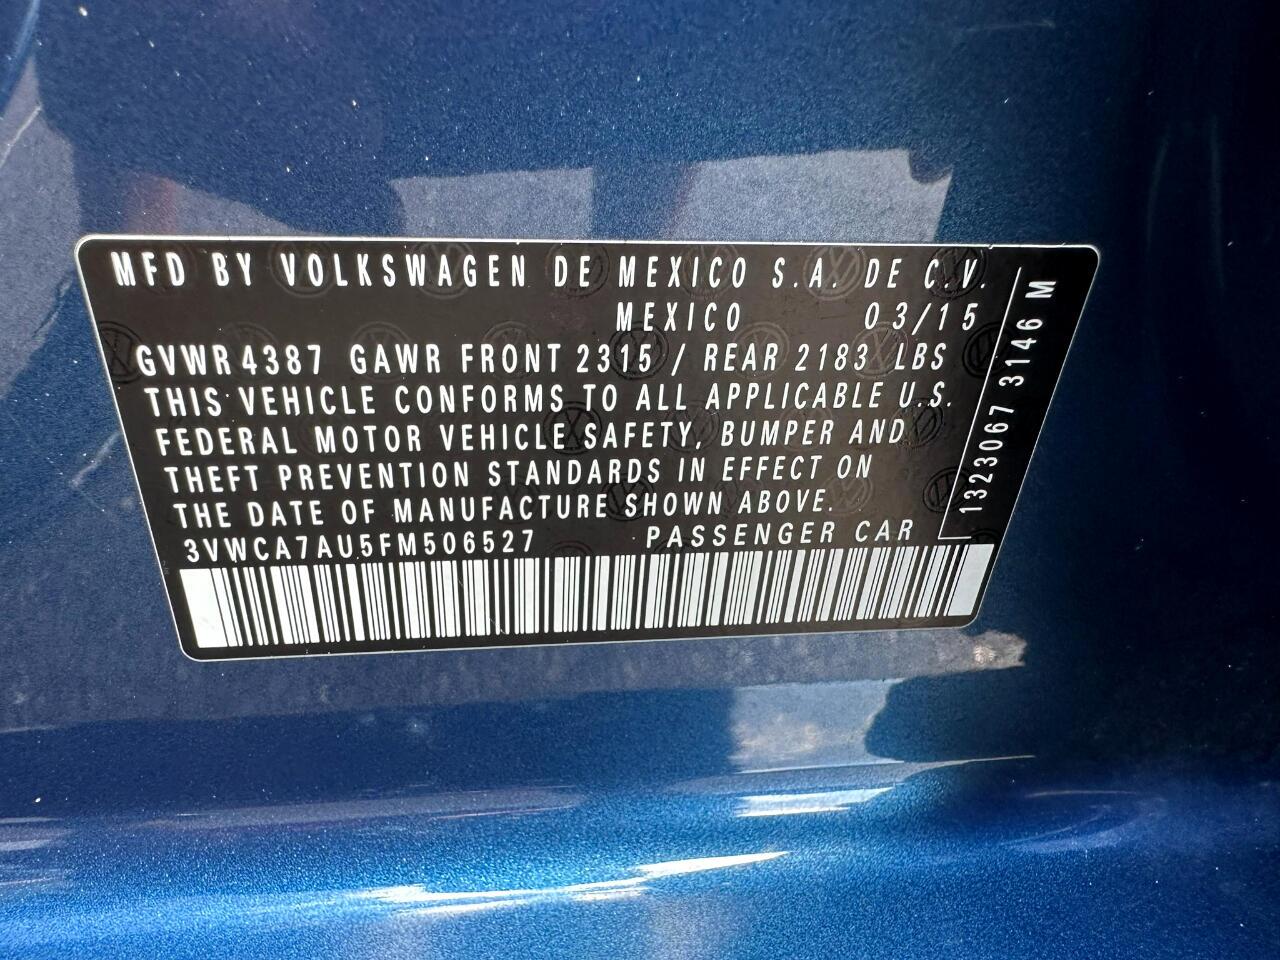 MFD BY VOLKSWAGEN DE MEXICO S.A. DE C.V.
MEXICO 03/15
GVWR 4387 GAWR FRONT 2315 / REAR 2183 LBS
THIS VEHICLE CONFORMS TO ALL APPLICABLE U.S.
FEDERAL MOTOR VEHICLE SAFETY, BUMPER AND
THEFT PREVENTION STANDARDS IN EFFECT ON
THE DATE OF MANUFACTURE SHOWN ABOVE.
3VWCA7AU5FM506527 PASSENGER CAR
1323067 3146 M